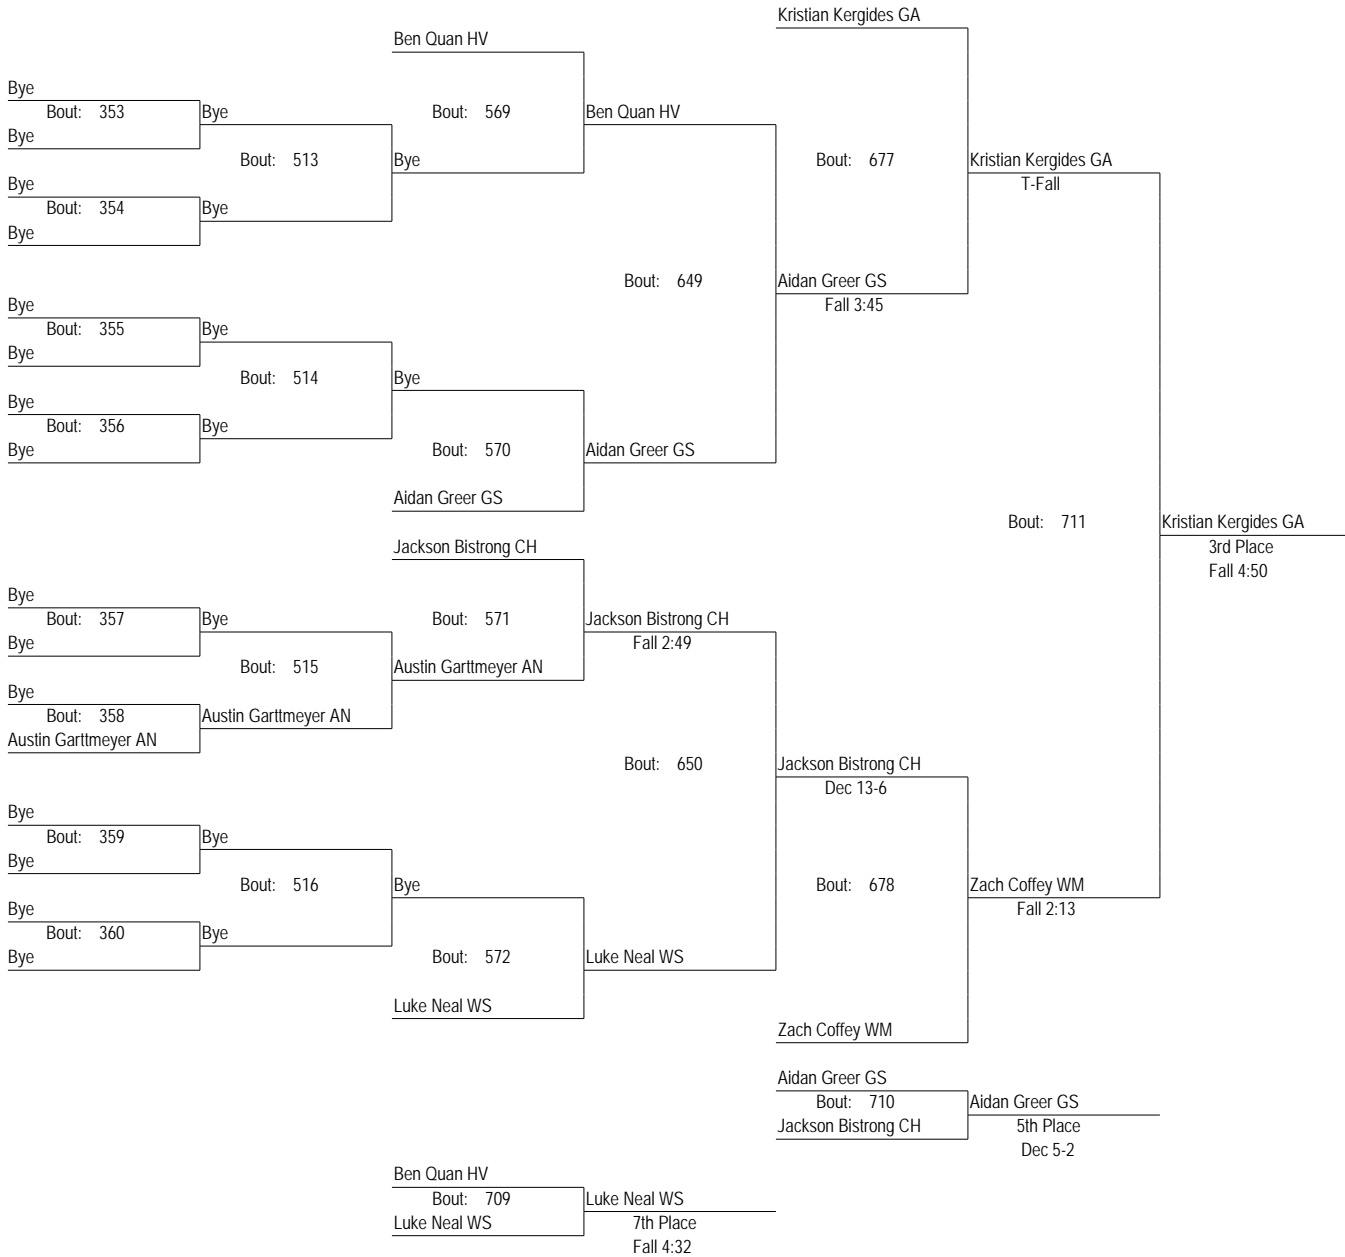 Kristian Kergides GA
Ben Quan HV
Bye
Bout: 353
Bye
Bye
Bout: 513
Bye
Bout: 354
Bye
Bye
Bout: 569
Bye
Ben Quan HV
Bout: 677
Kristian Kergides GA
T-Fall
Bout: 649
Aidan Greer GS
Fall 3:45
Bye
Bout: 355
Bye
Bye
Bout: 514
Bye
Bye
Bout: 356
Bye
Bye
Bout: 570
Aidan Greer GS
Aidan Greer GS
Bout: 711
Kristian Kergides GA
3rd Place
Fall 4:50
Jackson Bistrong CH
Bye
Bout: 357
Bye
Bye
Bout: 571
Jackson Bistrong CH
Fall 2:49
Bout: 515
Austin Garttmeyer AN
Bye
Bout: 358
Austin Garttmeyer AN
Austin Garttmeyer AN
Bout: 650
Jackson Bistrong CH
Dec 13-6
Bye
Bout: 359
Bye
Bye
Bout: 516
Bye
Bout: 678
Zach Coffey WM
Fall 2:13
Bye
Bout: 360
Bye
Bye
Bout: 572
Luke Neal WS
Luke Neal WS
Zach Coffey WM
Aidan Greer GS
Bout: 710
Aidan Greer GS
Jackson Bistrong CH
5th Place
Dec 5-2
Ben Quan HV
Bout: 709
Luke Neal WS
Luke Neal WS
7th Place
Fall 4:32